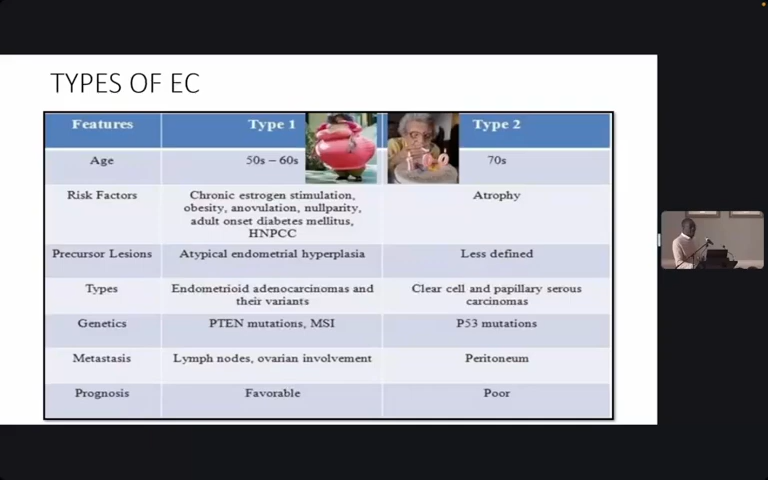 TYPES OF EC
Features Type 1 Type 2
Age 50s – 60s 70s
Risk Factors Chronic estrogen stimulation, Atrophy
obesity, anovulation, nullparity,
adult onset diabetes mellitus,
HNPCC
Precursor Lesions Atypical endometrial hyperplasia Less defined
Types Endometrioid adenocarcinomas and Clear cell and papillary serous
their variants carcinomas
Genetics PTEN mutations, MSI P53 mutations
Metastasis Lymph nodes, ovarian involvement Peritoneum
Prognosis Favorable Poor